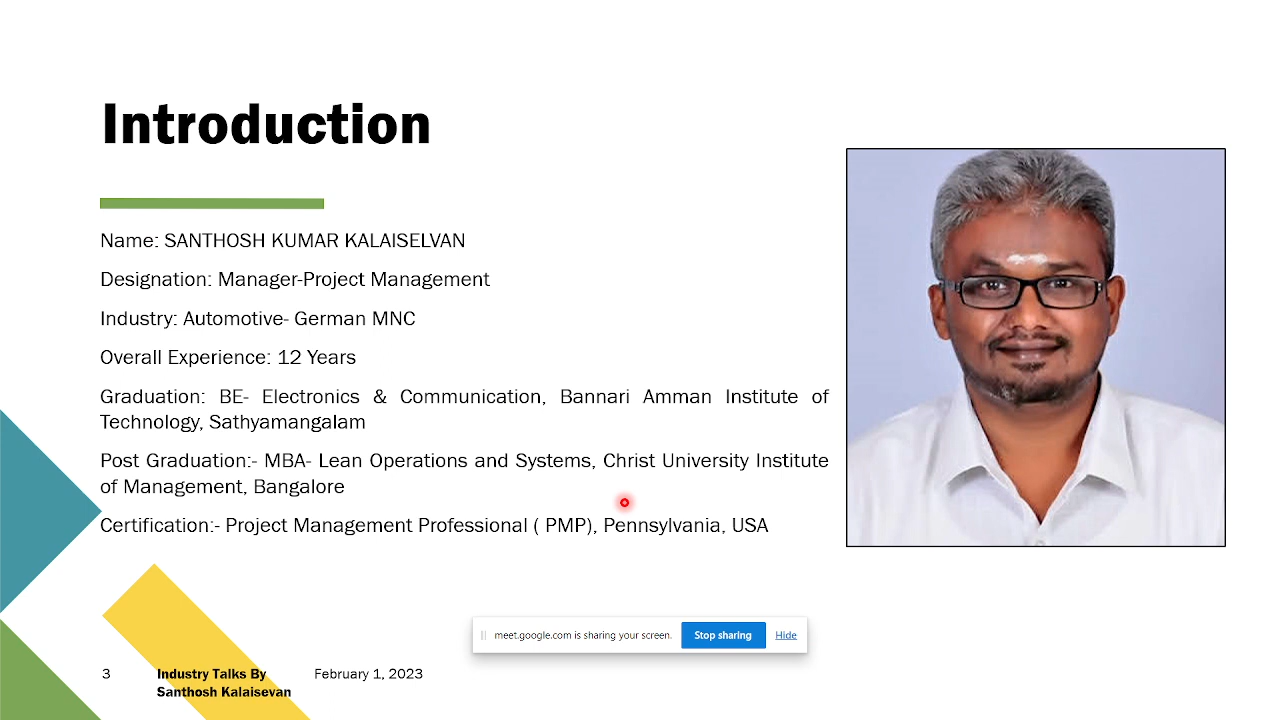 Introduction
Name: SANTHOSH KUMAR KALAISELVAN
Designation: Manager-Project Management
Industry: Automotive- German MNC
Overall Experience: 12 Years
Graduation: BE- Electronics & Communication, Bannari Amman Institute of
Technology, Sathyamangalam
Post Graduation:- MBA- Lean Operations and Systems, Christ University Institute
of Management, Bangalore
Certification:- Project Management Professional ( PMP), Pennsylvania, USA
meet.google.com is sharing your screen. Stop sharing Hide
3 Industry Talks By February 1, 2023
Santhosh Kalaisevan